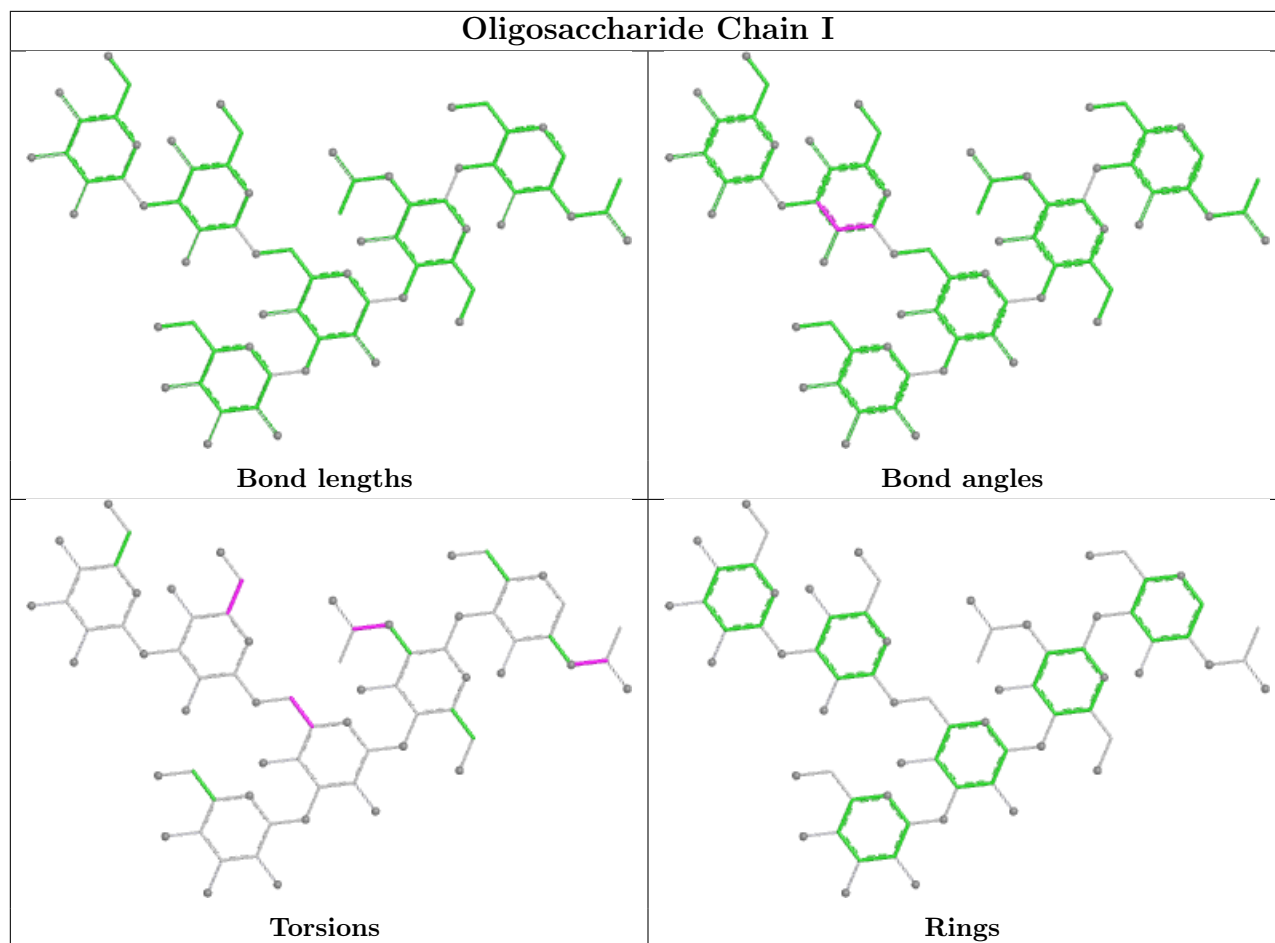 Oligosaccharide Chain I
Bond lengths
Bond angles
Torsions
Rings